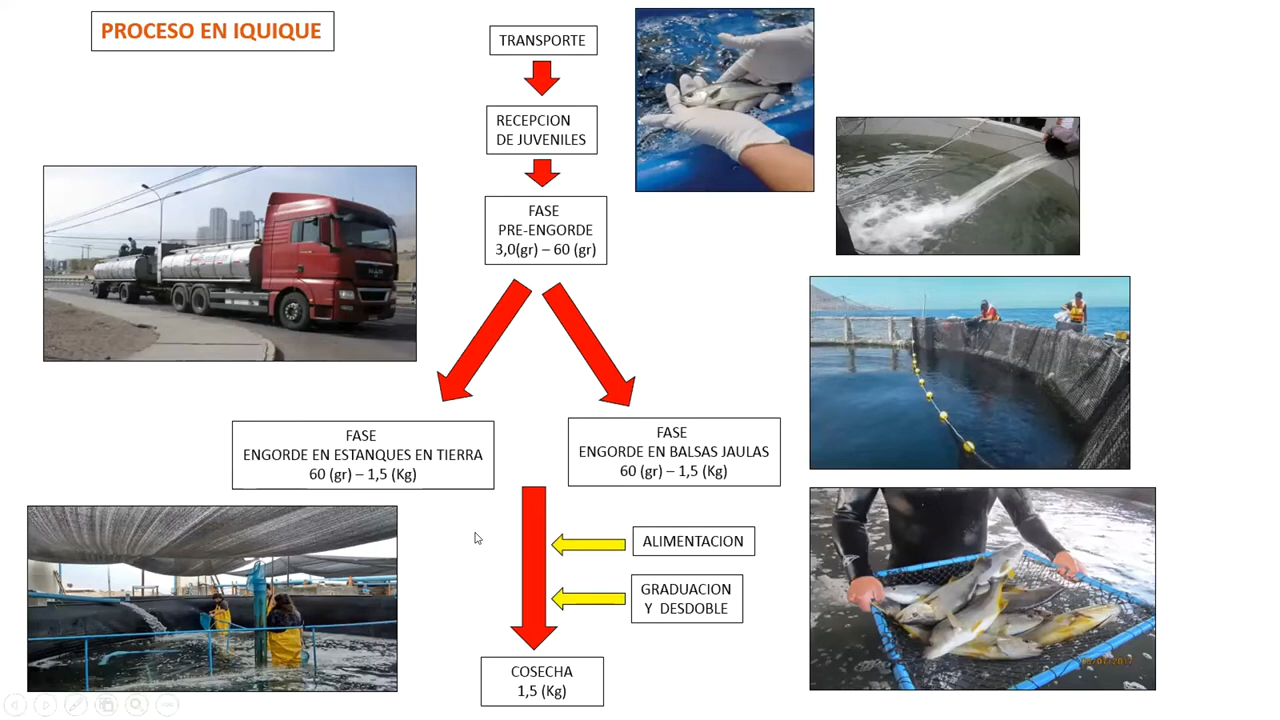 PROCESO EN IQUIQUE
TRANSPORTE
RECEPCION
DE JUVENILES
FASE
PRE-ENGORDE
3,0(gr) – 60 (gr)
FASE
ENGORDE EN ESTANQUES EN TIERRA
60 (gr) – 1,5 (Kg)
FASE
ENGORDE EN BALSAS JAULAS
60 (gr) – 1,5 (Kg)
ALIMENTACION
GRADUACION
Y DESDOBLE
COSECHA
1,5 (Kg)
MAN